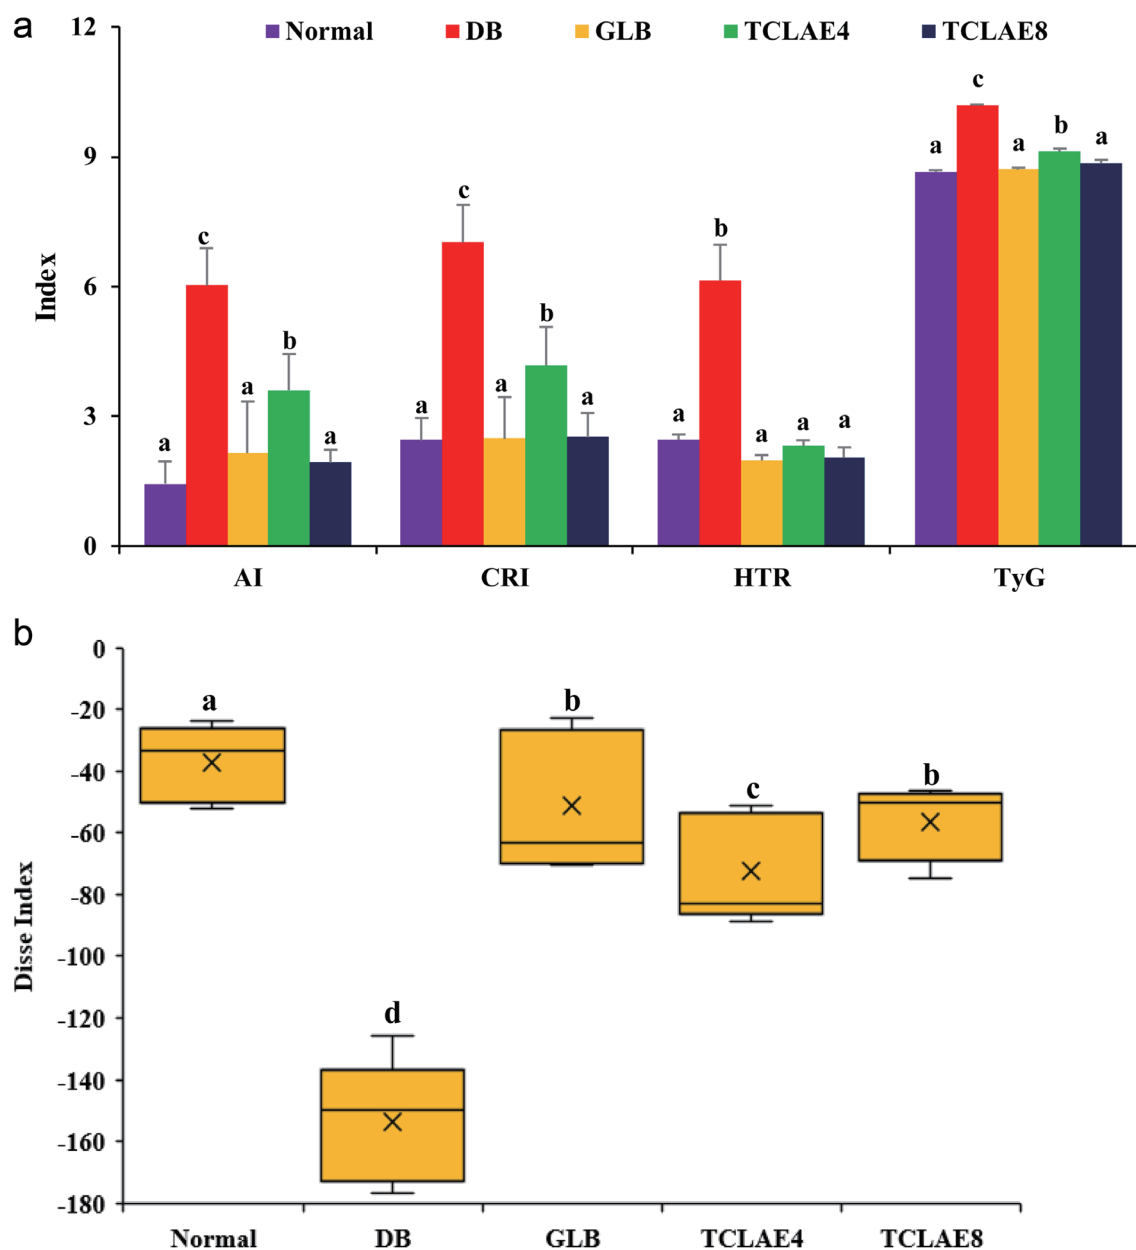 a
12
Normal DB GLB TCLAE4 TCLAE8
c
a b a
9
c
c
b
Index
6
b
b
a a a
a a a a a
a a
3
0
AI CRI HTR TyG
b
0
-20
a b
-40
c b
-60
-80
Disse Index
-100
-120
d
-140
-160
-180
Normal DB GLB TCLAE4 TCLAE8